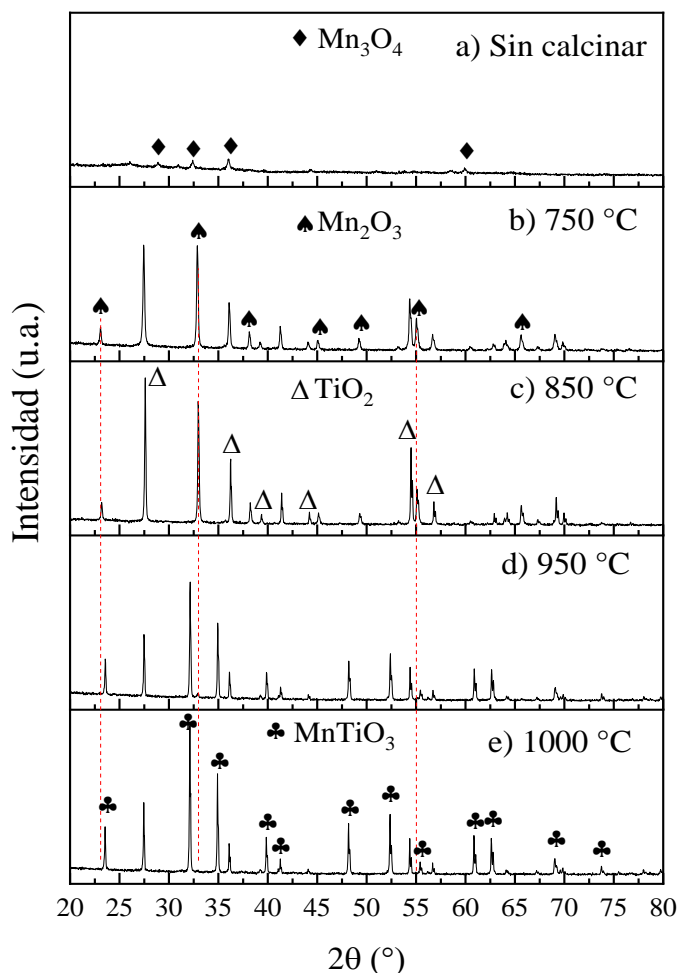 ♦ Mn₃O₄
a) Sin calcinar
♠ Mn₂O₃
b) 750 °C
Δ TiO₂
c) 850 °C
Δ
Δ
Δ
Δ
Δ
Δ
d) 950 °C
♣ MnTiO₃
e) 1000 °C
Intensidad (u.a.)
20 25 30 35 40 45 50 55 60 65 70 75 80
2θ (°)